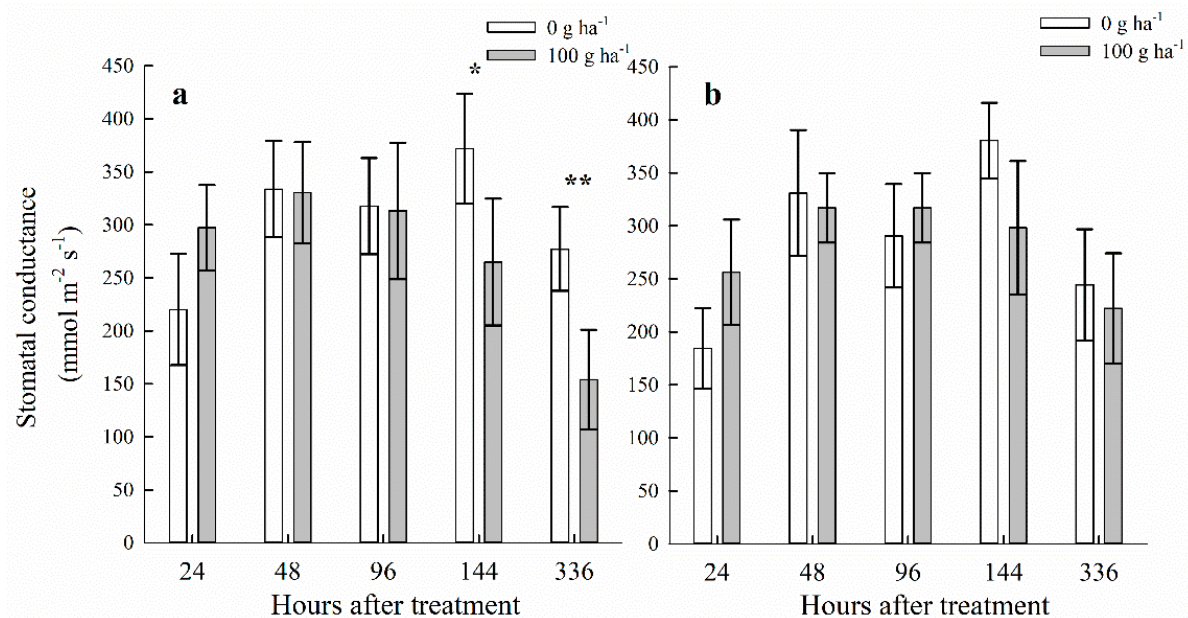 0 g ha⁻¹
100 g ha⁻¹
a
*
**
450
400
350
300
250
200
150
100
50
0
Stomatal conductance
(mmol m⁻² s⁻¹)
24 48 96 144 336
Hours after treatment
0 g ha⁻¹
100 g ha⁻¹
b
450
400
350
300
250
200
150
100
50
0
24 48 96 144 336
Hours after treatment